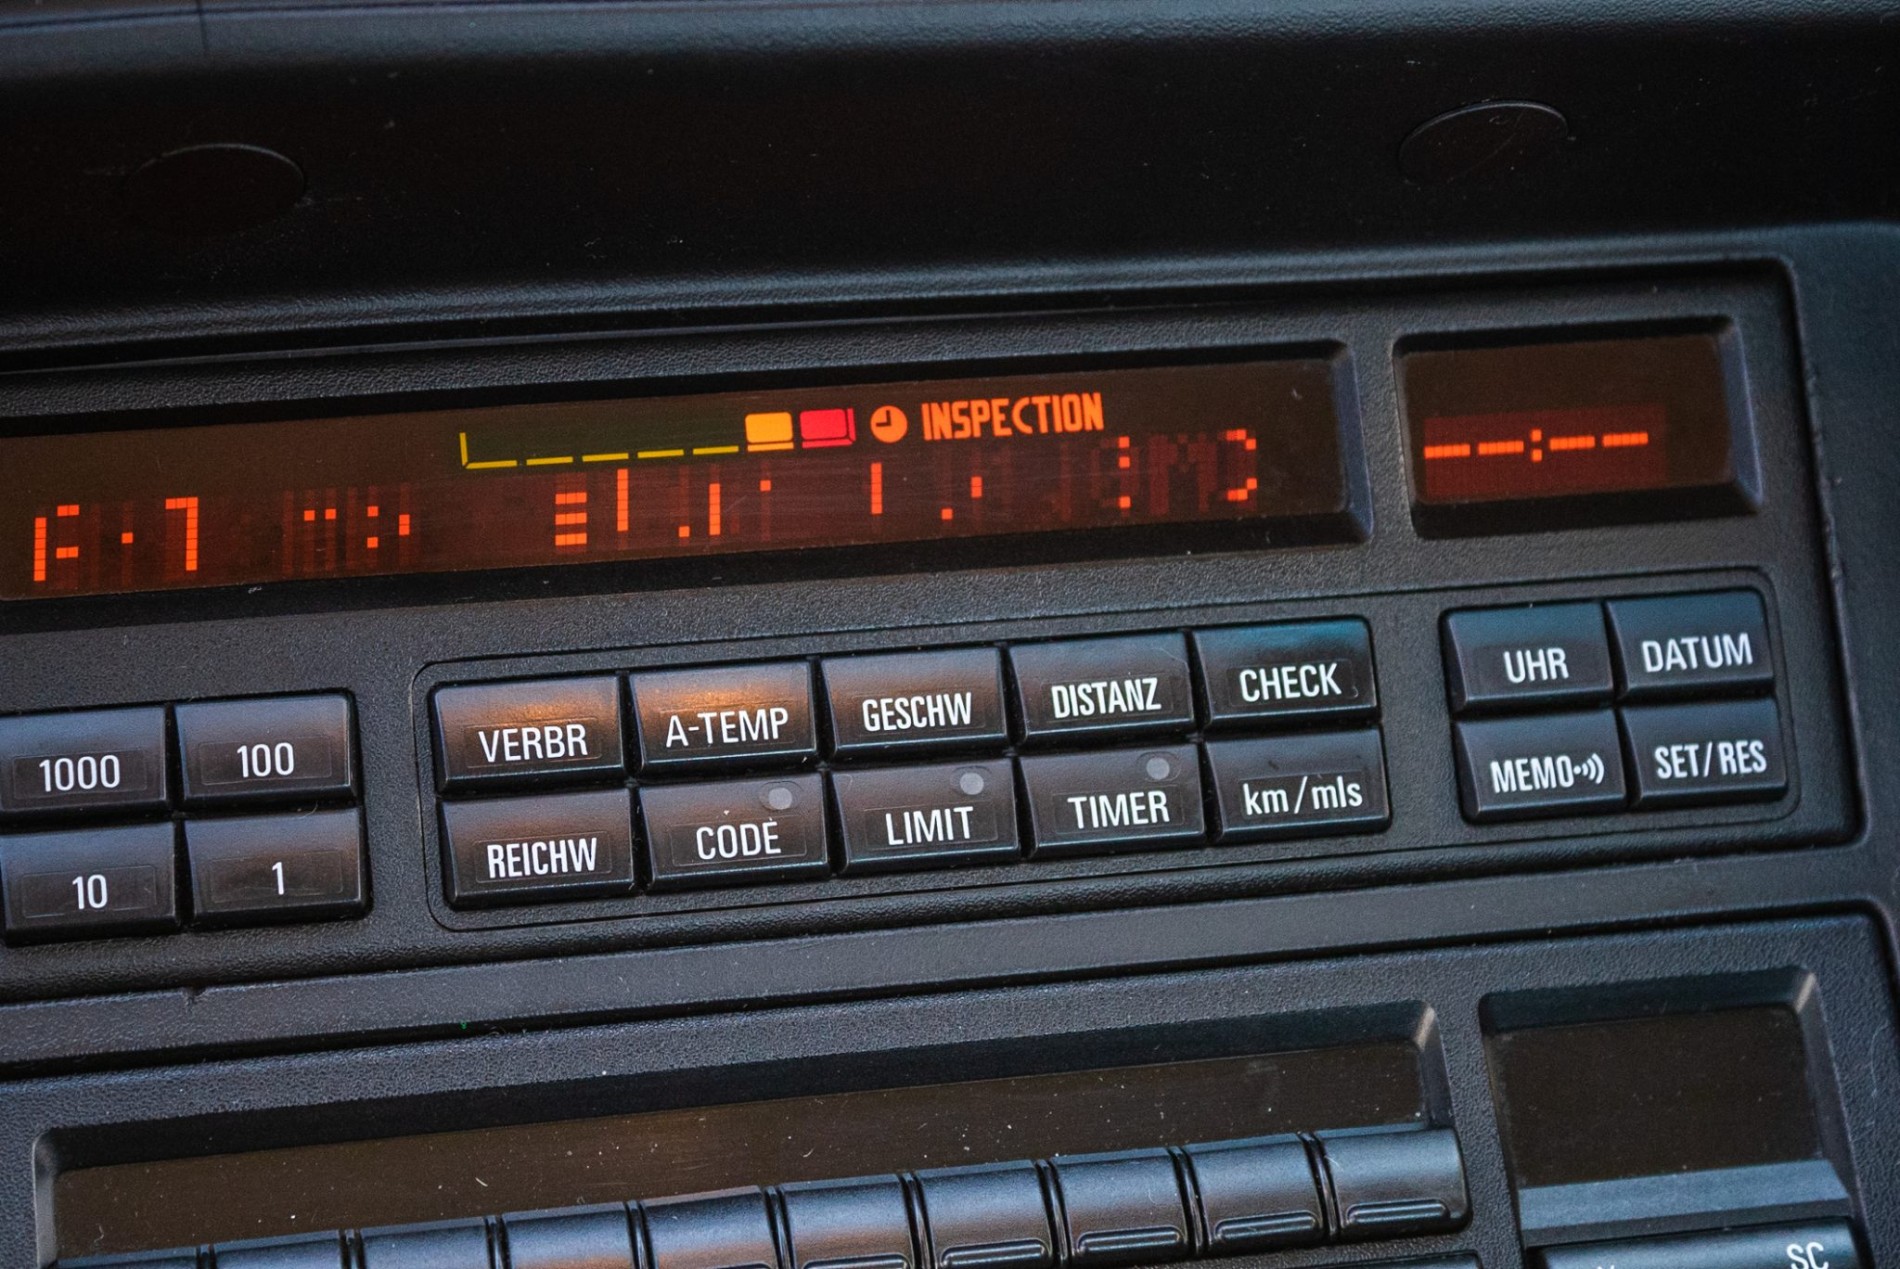 INSPECTION
--:--
VERBR A-TEMP GESCHW DISTANZ CHECK
UHR DATUM
1000 100
REICHW CODE LIMIT TIMER km/mls
MEMO SET/RES
10 1
SC